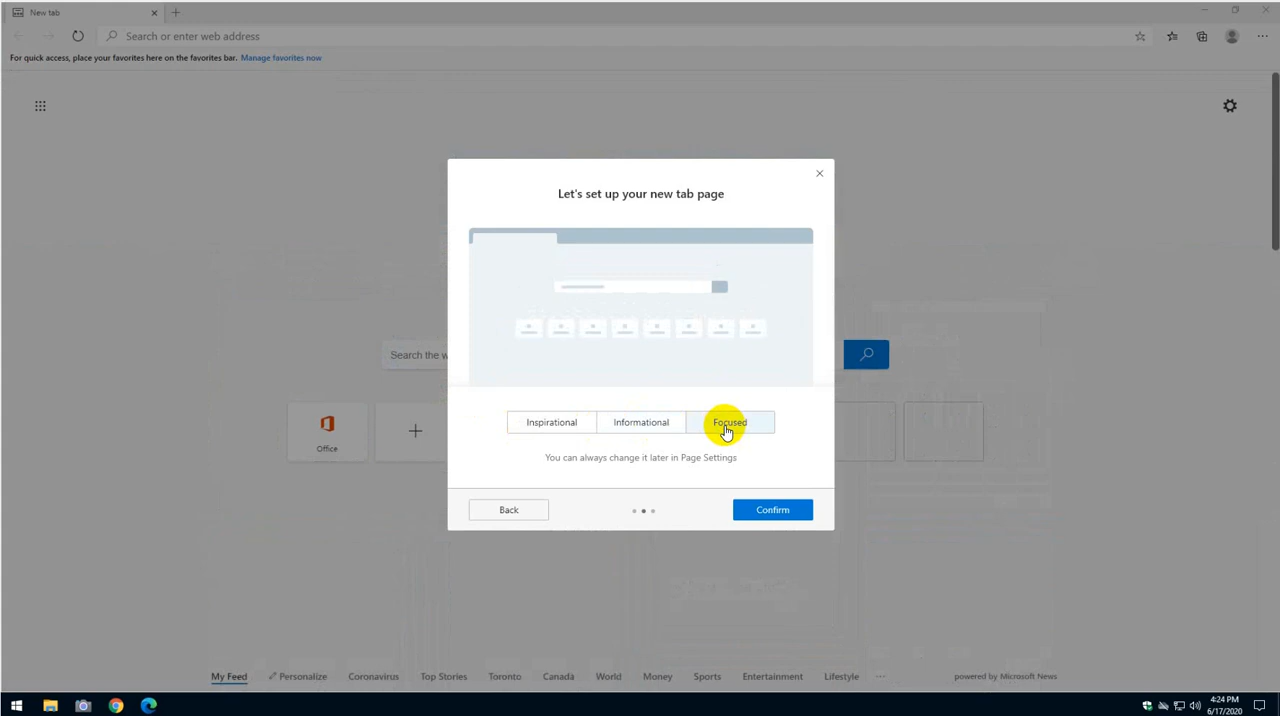 New tab
Search or enter web address
For quick access, place your favorites here on the favorites bar. Manage favorites now
Let's set up your new tab page
Search the w
Office
Inspirational Informational Focused
You can always change it later in Page Settings
Back Confirm
My Feed Personalize Coronavirus Top Stories Toronto Canada World Money Sports Entertainment Lifestyle ... powered by Microsoft News
4:24 PM
6/17/2020